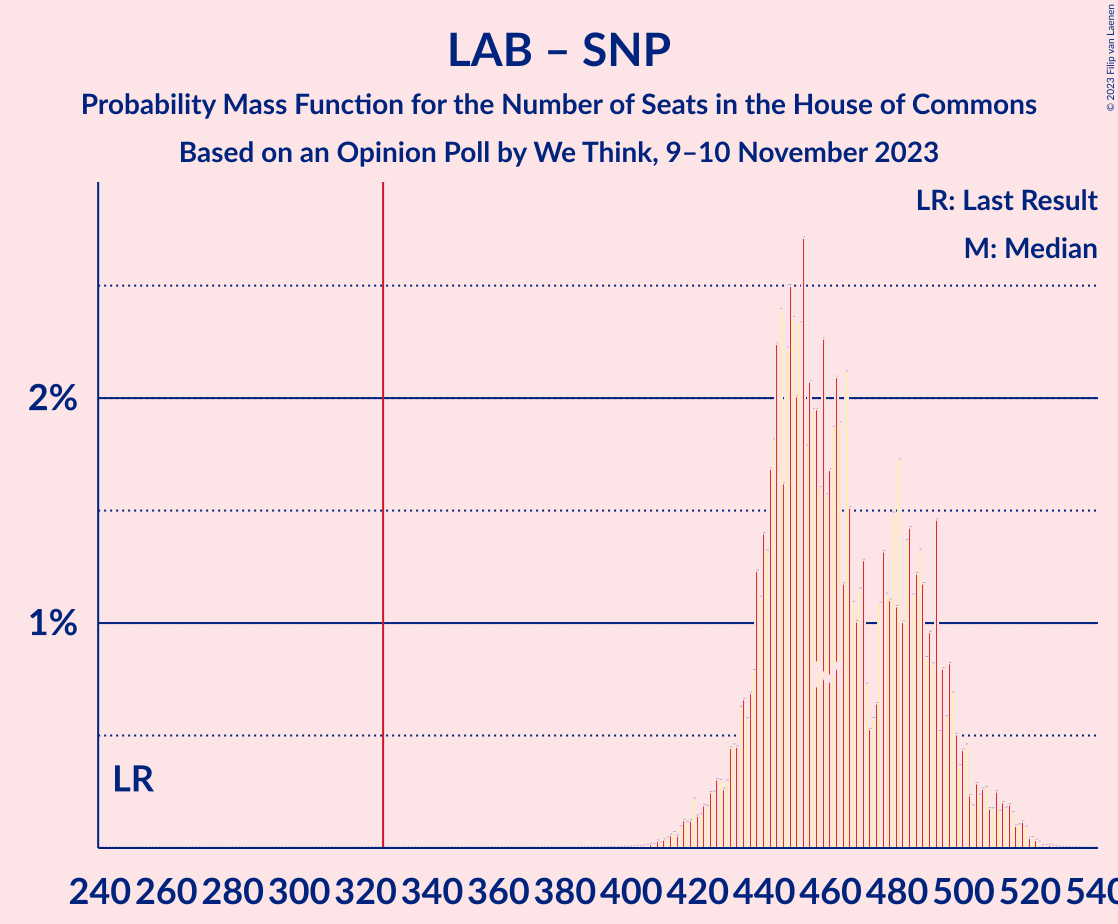 LAB – SNP
Probability Mass Function for the Number of Seats in the House of Commons
Based on an Opinion Poll by We Think, 9–10 November 2023
© 2023 Filip van Laenen
LR: Last Result
M: Median
2%
1%
LR
240 260 280 300 320 340 360 380 400 420 440 460 480 500 520 540